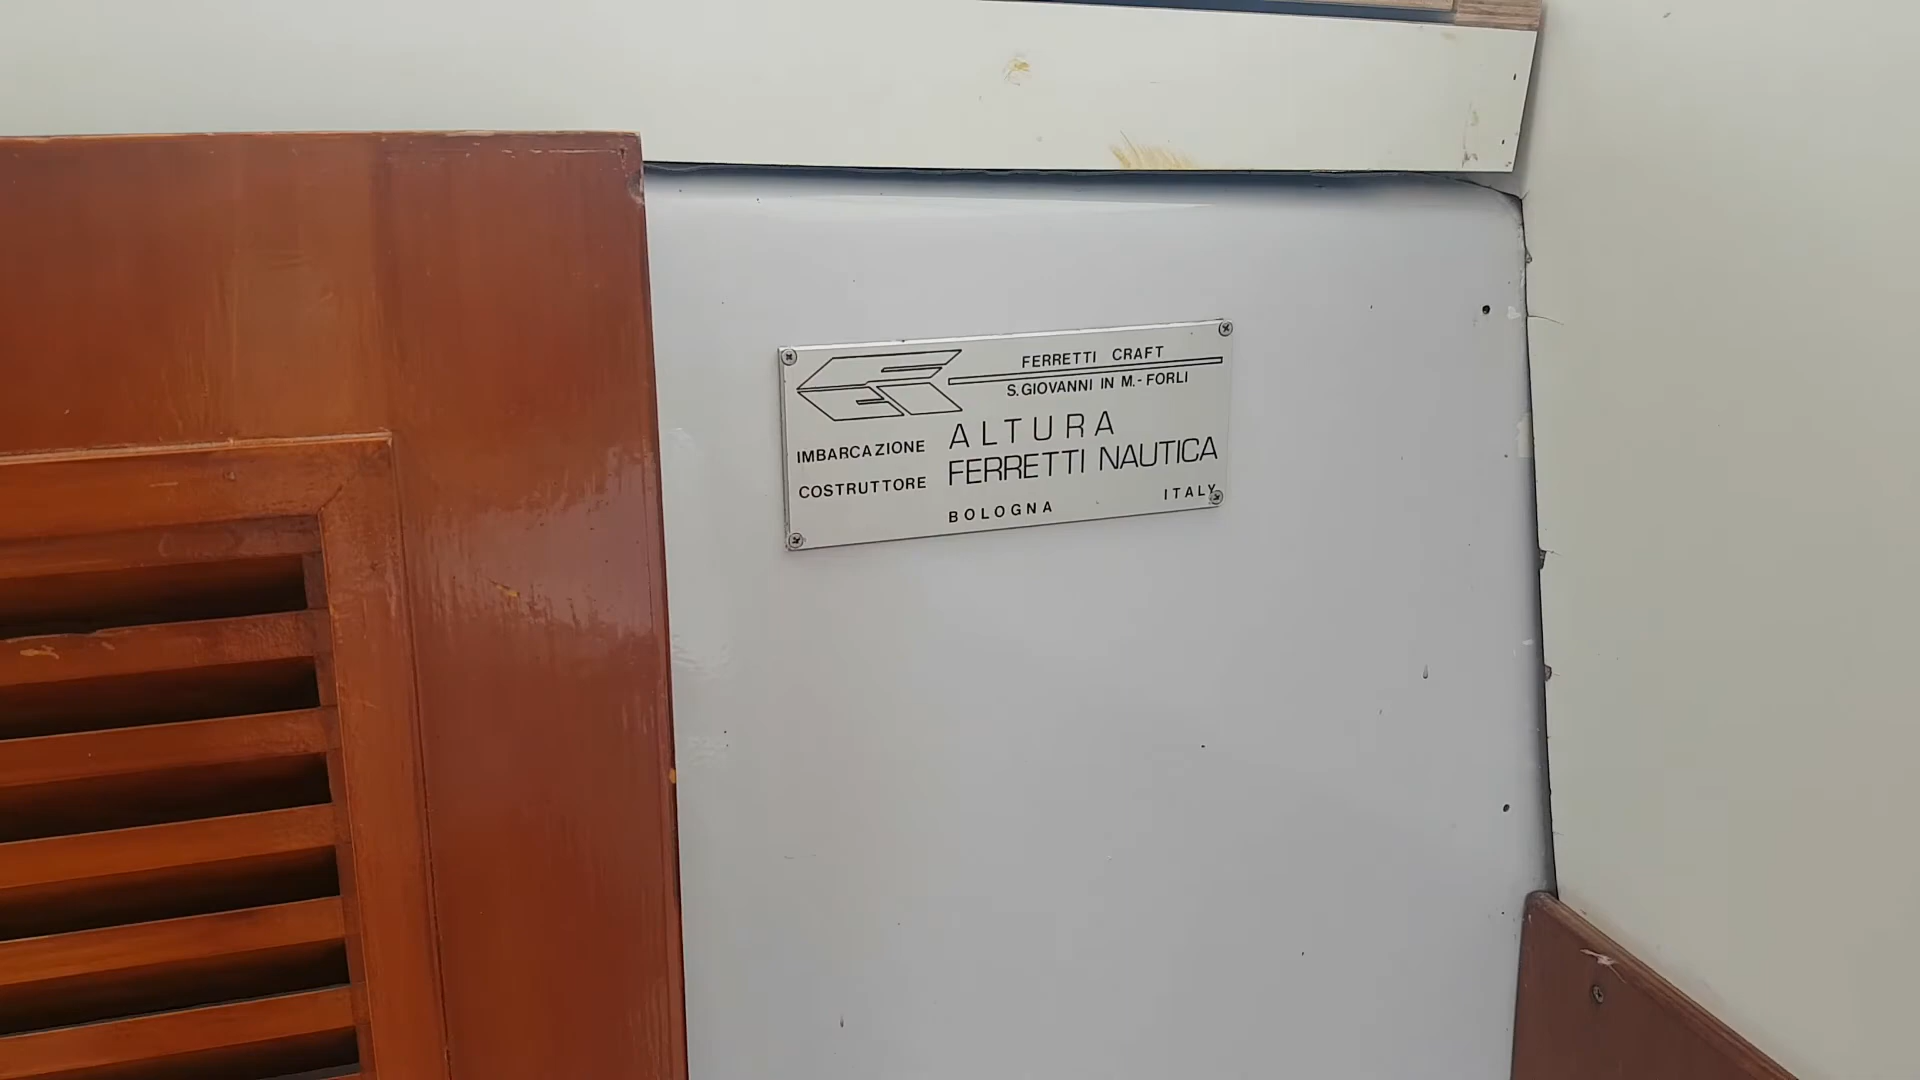 FERRETTI CRAFT
S.GIOVANNI IN M.-FORLI
IMBARCAZIONE ALTURA
COSTRUTTORE FERRETTI NAUTICA
BOLOGNA ITALY